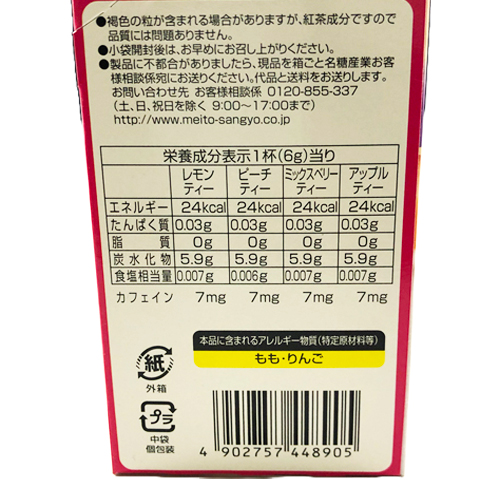 ●褐色の粒が含まれる場合がありますが、紅茶成分ですので
品質には問題ありません。
●小袋開封後は、お早めにお召し上がりください。
●製品に不都合がありましたら、現品を箱ごと名糖産業お客
様相談係宛にお送りください。代品と送料をお送りします。
お問い合わせ先 お客様相談係 0120-855-337
(土、日、祝日を除く 9:00~17:00まで)
http://www.meito-sangyo.co.jp
栄養成分表示1杯(6g)当り
レモンティー ピーチティー ミックスベリーティー アップルティー
エネルギー 24kcal 24kcal 24kcal 24kcal
たんぱく質 0.03g 0.03g 0.03g 0.03g
脂質 0g 0g 0g 0g
炭水化物 5.9g 5.9g 5.9g 5.9g
食塩相当量 0.007g 0.006g 0.007g 0.007g
カフェイン 7mg 7mg 7mg 7mg
本品に含まれるアレルギー物質(特定原材料等)
もも・りんご
紙
外箱
プラ
中袋
個包装
4 902757 448905